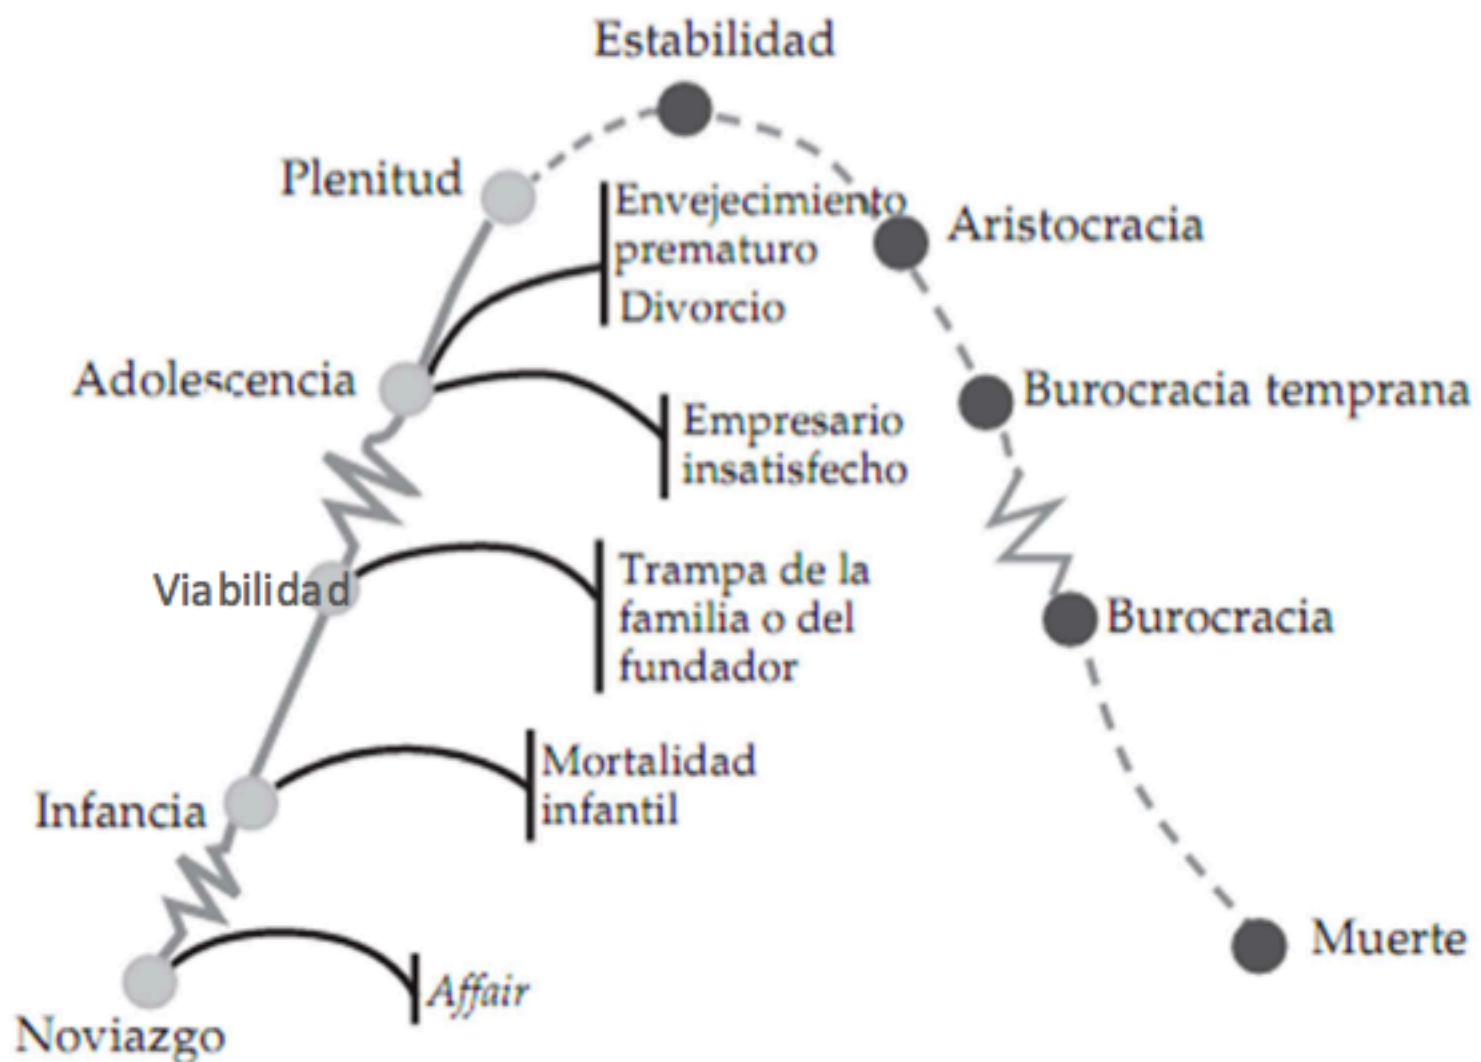 Estabilidad
Plenitud
Envejecimiento
prematuro
Divorcio
Aristocracia
Adolescencia
Burocracia temprana
Empresario
insatisfecho
Viabilidad
Trampa de la
familia o del
fundador
Burocracia
Infancia
Mortalidad
infantil
Muerte
Affair
Noviazgo